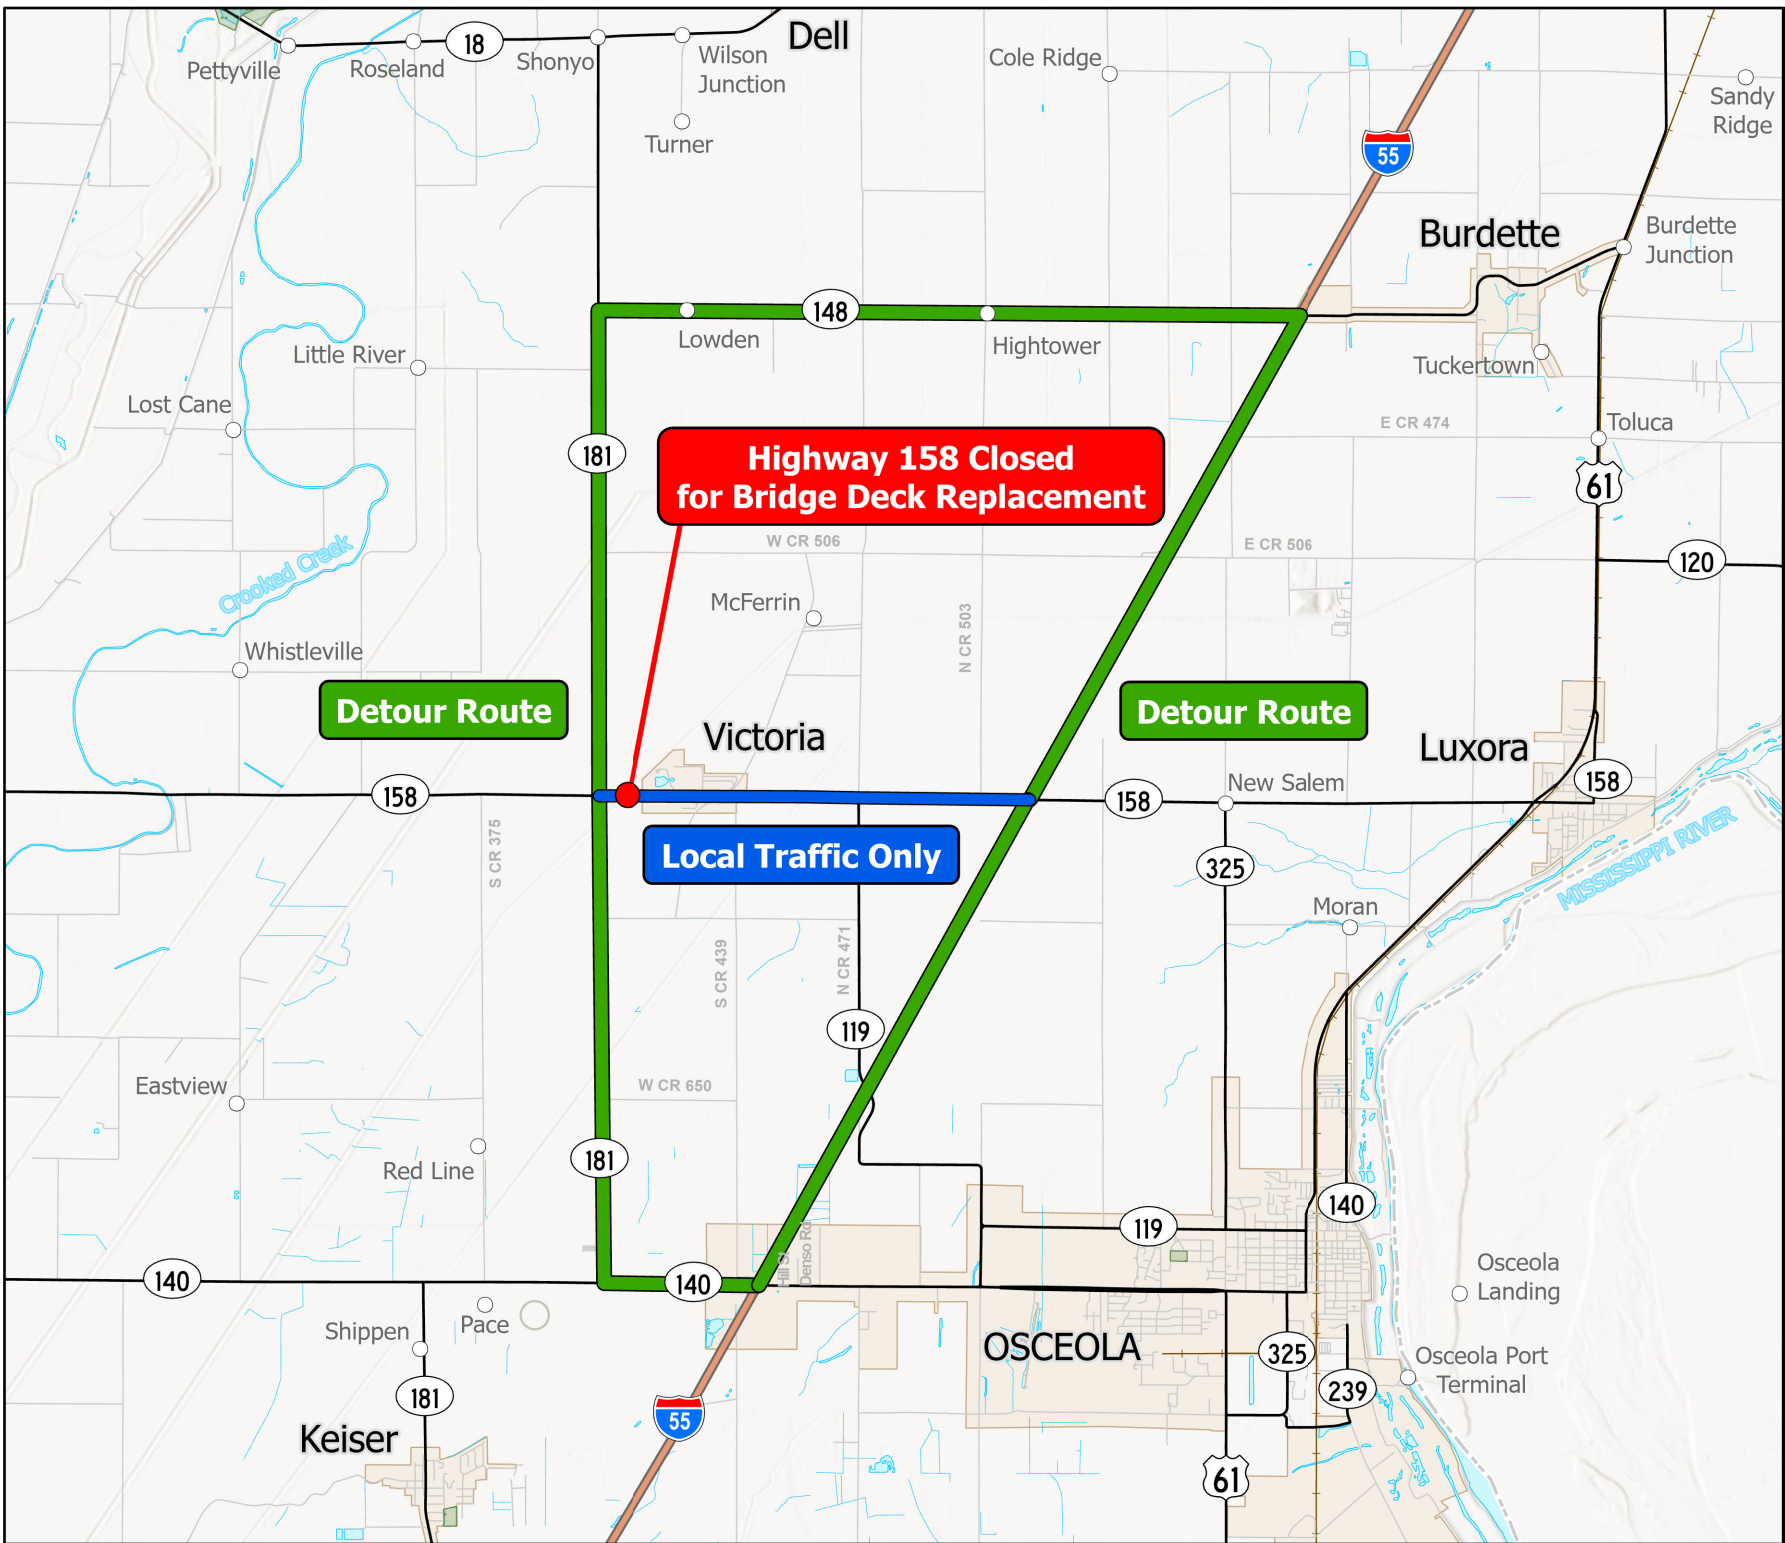 Dell
18
Pettyville
Roseland
Shonyo
Wilson
Junction
Turner
Cole Ridge
Sandy
Ridge
55
Burdette
Burdette
Junction
148
Lowden
Hightower
Little River
Tuckertown
Lost Cane
E CR 474
Toluca
181
Highway 158 Closed
for Bridge Deck Replacement
61
W CR 506
E CR 506
120
Crooked Creek
McFerrin
N CR 503
Whistleville
Detour Route
Detour Route
Victoria
Luxora
158
158
New Salem
158
S CR 375
Local Traffic Only
325
MISSISSIPPI RIVER
Moran
S CR 439
N CR 471
119
Eastview
W CR 650
Red Line
181
140
119
Hill St
Denso Rd
140
140
Osceola
Landing
Pace
Shippen
OSCEOLA
325
Osceola Port
Terminal
239
181
55
Keiser
61